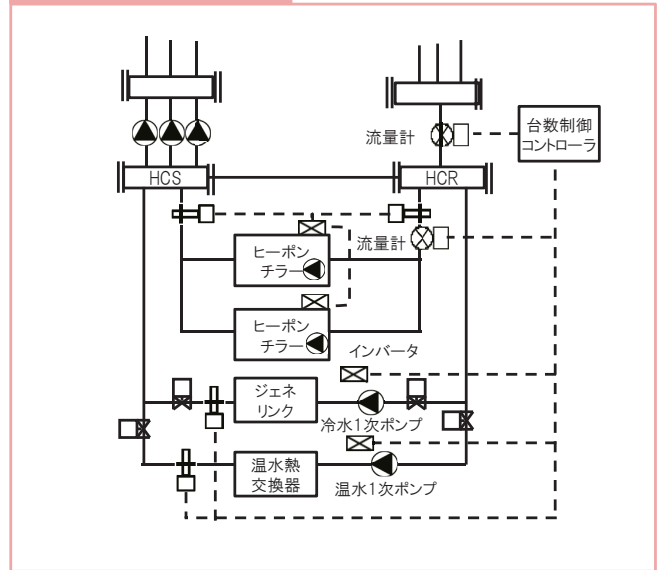 流量計
台数制御
コントローラ
HCS
HCR
ヒーポン
チラー
流量計
ヒーポン
チラー
インバータ
ジェネ
リンク
冷水1次ポンプ
温水熱
交換器
温水1次ポンプ